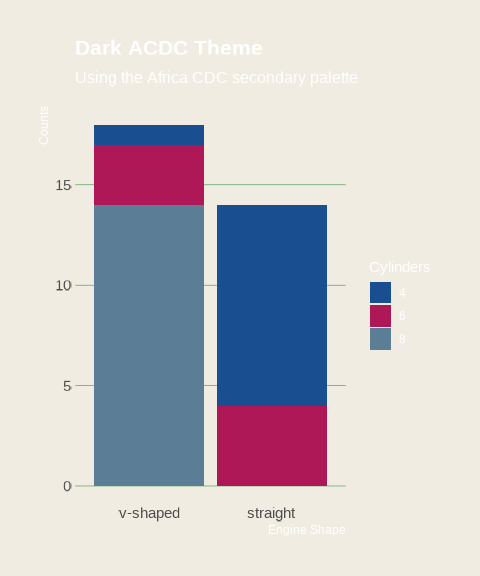 Dark ACDC Theme
Using the Africa CDC secondary palette
Counts
15
10
5
0
v-shaped
straight
Engine Shape
Cylinders
4
6
8